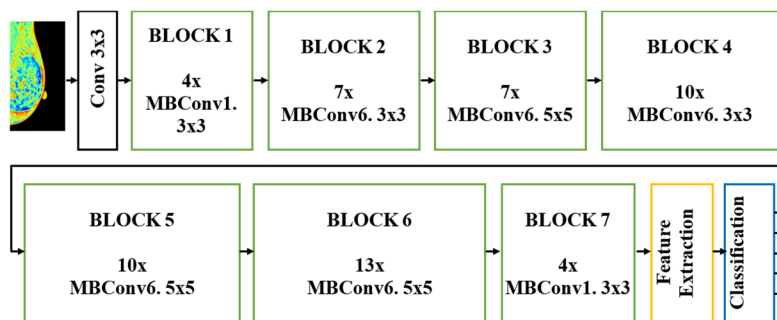 Conv 3x3
BLOCK 1
4x
MBConv1. 3x3
BLOCK 2
7x
MBConv6. 3x3
BLOCK 3
7x
MBConv6. 5x5
BLOCK 4
10x
MBConv6. 3x3
BLOCK 5
10x
MBConv6. 5x5
BLOCK 6
13x
MBConv6. 5x5
BLOCK 7
4x
MBConv1. 3x3
Feature
Extraction
Classification